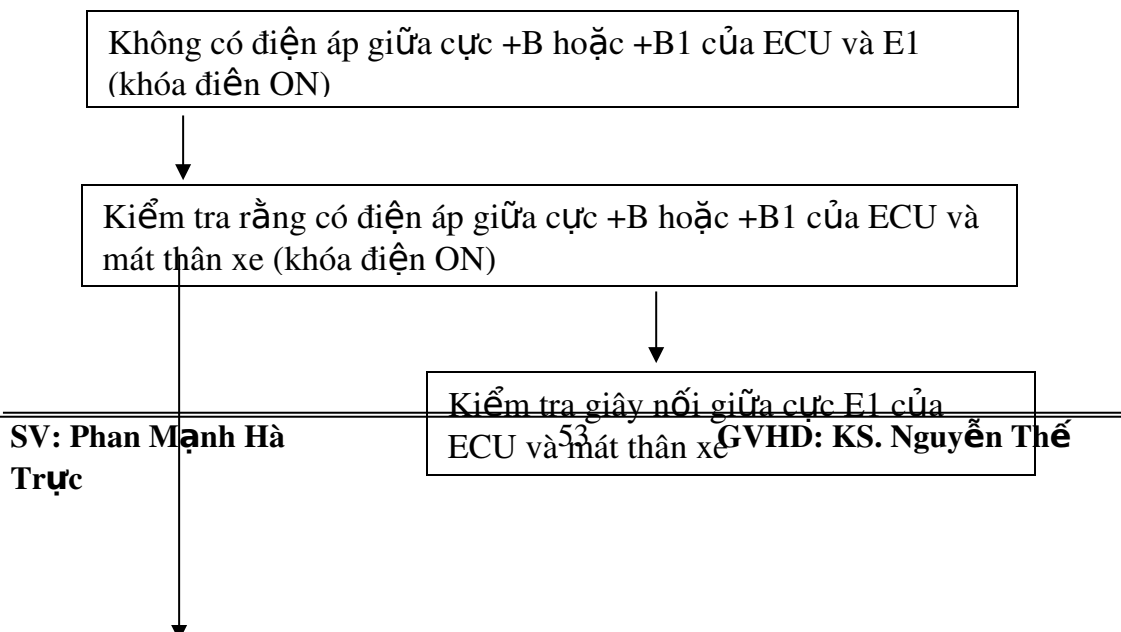 Không có điện áp giữa cực +B hoặc +B1 của ECU và E1
(khóa điên ON)
Kiểm tra rằng có điện áp giữa cực +B hoặc +B1 của ECU và
mát thân xe (khóa điện ON)
Kiểm tra giây nối giữa cực E1 của
ECU và mát thân xe
SV: Phan Mạnh Hà
53
GVHD: KS. Nguyễn Thế
Trực